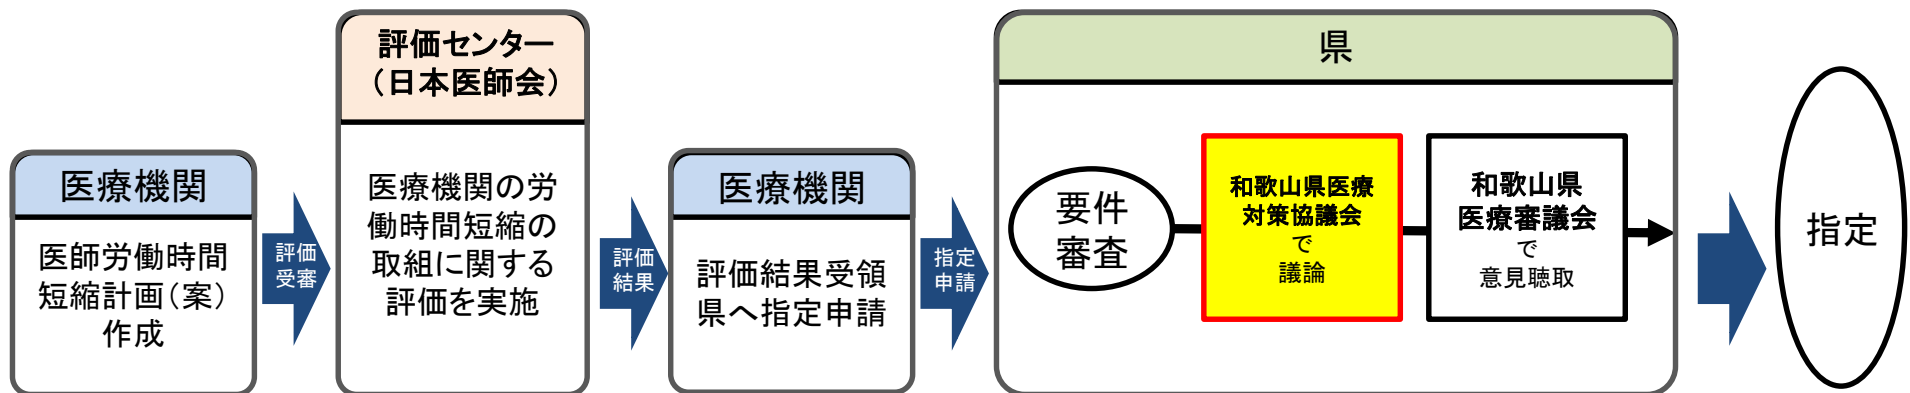 医療機関
医師労働時間
短縮計画（案）
作成
評価
受審
評価センター
（日本医師会）
医療機関の労
働時間短縮の
取組に関する
評価を実施
評価
結果
医療機関
評価結果受領
県へ指定申請
指定
申請
県
要件
審査
和歌山県医療
対策協議会
で
議論
和歌山県
医療審議会
で
意見聴取
指定